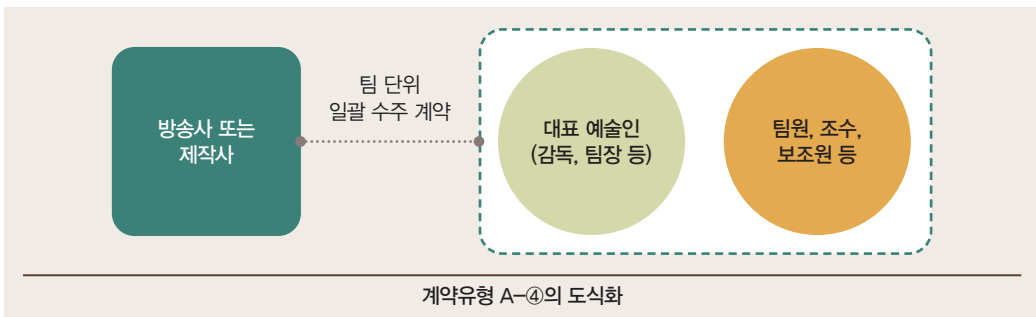 방송사 또는
제작사
팀 단위
일괄 수주 계약
대표 예술인
(감독, 팀장 등)
팀원, 조수,
보조원 등
계약유형 A-④의 도식화